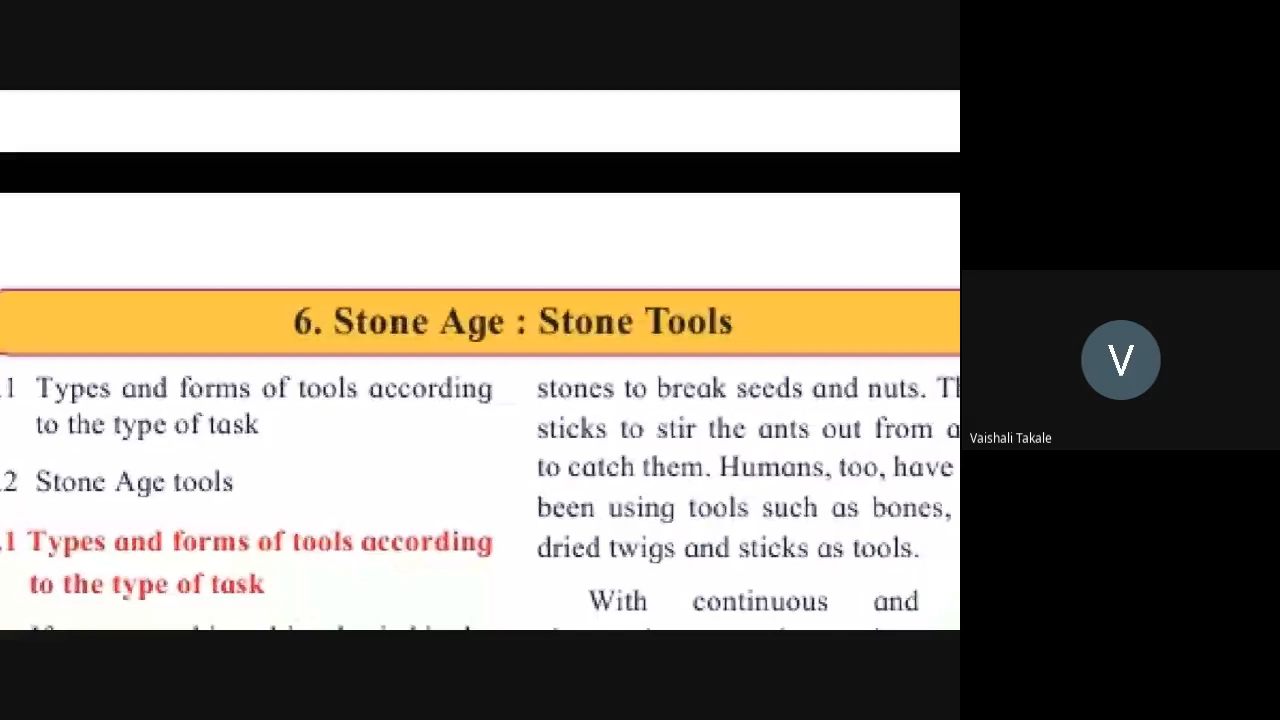 6. Stone Age : Stone Tools
.1 Types and forms of tools according
to the type of task
.2 Stone Age tools
.1 Types and forms of tools according
to the type of task
stones to break seeds and nuts.
sticks to stir the ants out from
to catch them. Humans, too, have
been using tools such as bones,
dried twigs and sticks as tools.
With continuous and
V
Vaishali Takale